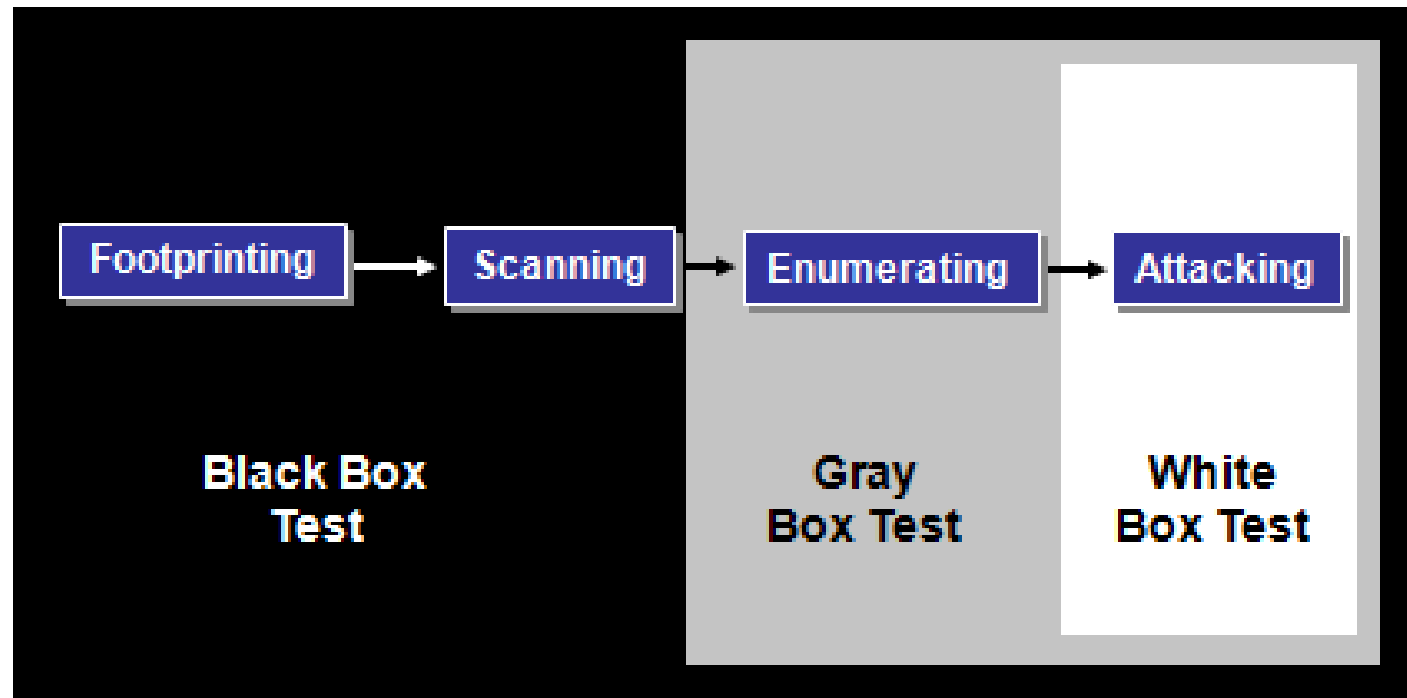 Footprinting
Scanning
Enumerating
Attacking
Black Box
Test
Gray
Box Test
White
Box Test